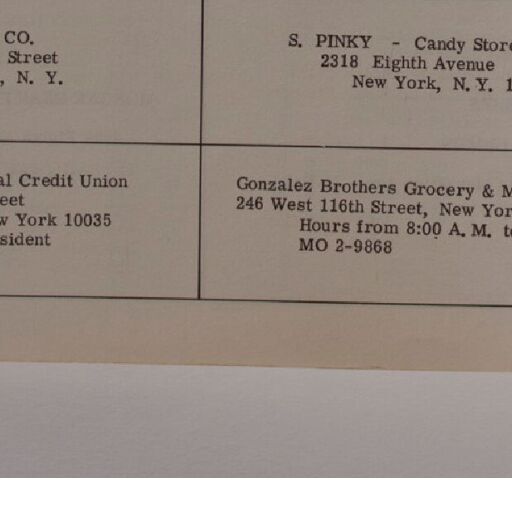 CO.
Street
, N. Y.
S. PINKY - Candy Store
2318 Eighth Avenue
New York, N. Y. 1
al Credit Union
eet
w York 10035
sident
Gonzalez Brothers Grocery & M
246 West 116th Street, New Yor
Hours from 8:00 A. M. to
MO 2-9868